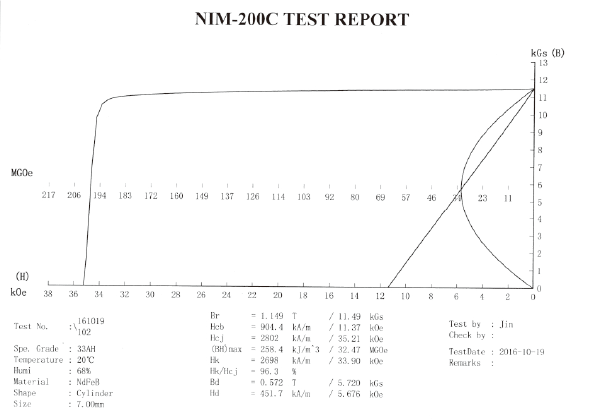 NIM-200C TEST REPORT
kGs (B)
13
12
11
10
9
8
7
6
5
4
3
2
1
0
MGOe
217 206 194 183 172 160 149 137 126 114 103 92 80 69 57 46 34 23 11
(H)
kOe
38 36 34 32 30 28 26 24 22 20 18 16 14 12 10 8 6 4 2 0
Test No. :\161019
102
Spe. Grade : 33AH
Temperature : 20℃
Humi : 68%
Material : NdFeB
Shape : Cylinder
Size : 7.00mm
Br = 1.149 T / 11.49 kGs
Hcb = 904.4 kA/m / 11.37 kOe
Hcj = 2802 kA/m / 35.21 kOe
(BH)max = 258.4 kJ/m^3 / 32.47 MGOe
Hk = 2698 kA/m / 33.90 kOe
Hk/Hcj = 96.3 %
Bd = 0.572 T / 5.720 kGs
Hd = 451.7 kA/m / 5.676 kOe
Test by : Jin
Check by :
TestDate : 2016-10-19
Remarks :